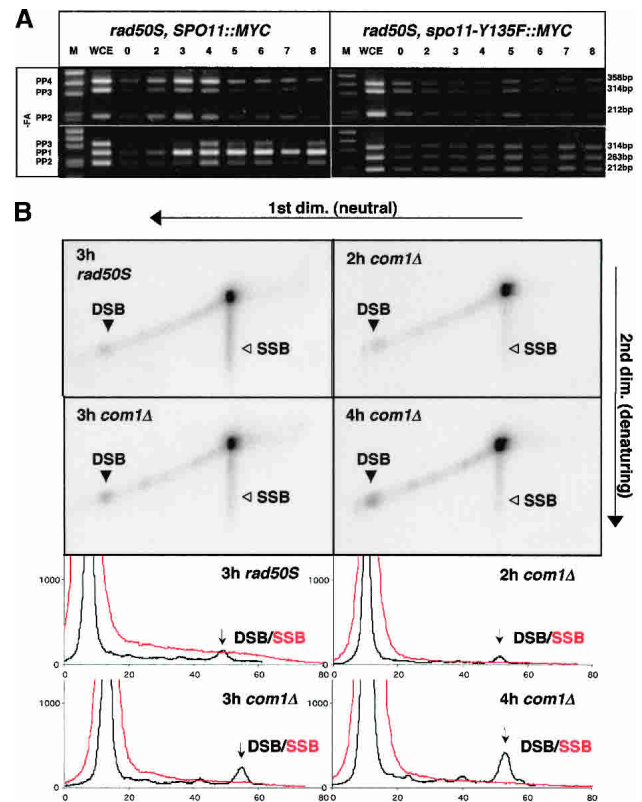 A
rad50S, SPO11::MYC
rad50S, spo11-Y135F::MYC
M WCE 0 2 3 4 5 6 7 8
M WCE 0 2 3 4 5 6 7 8
-FA
PP4
PP3
PP2
PP3
PP1
PP2
358bp
314bp
212bp
314bp
263bp
212bp
B
1st dim. (neutral)
2nd dim. (denaturing)
3h
rad50S
DSB
SSB
2h com1Δ
DSB
SSB
3h com1Δ
DSB
SSB
4h com1Δ
DSB
SSB
1000
3h rad50S
DSB/SSB
0
0 20 40 60 80
1000
2h com1Δ
DSB/SSB
0 20 40 60 80
1000
3h com1Δ
DSB/SSB
0
0 20 40 60 80
1000
4h com1Δ
DSB/SSB
0
0 20 40 60 80